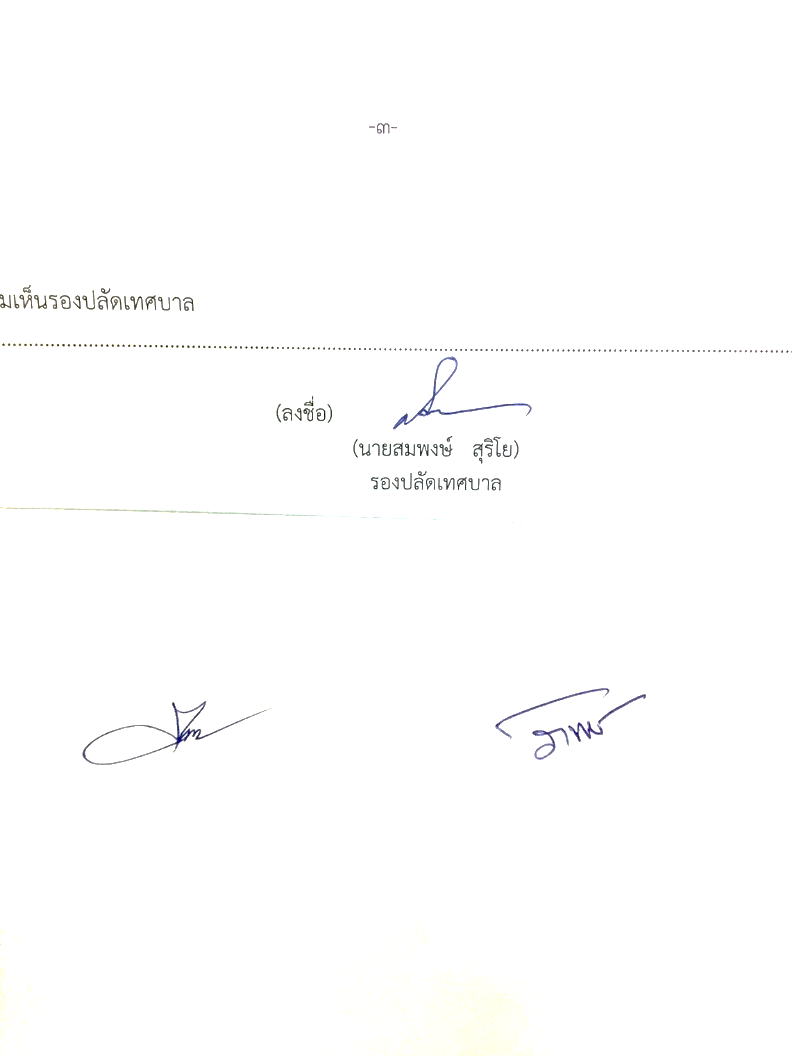 -๓-
มเห็นรองปลัดเทศบาล
(ลงชื่อ)
(นายสมพงษ์ สุริโย)
รองปลัดเทศบาล